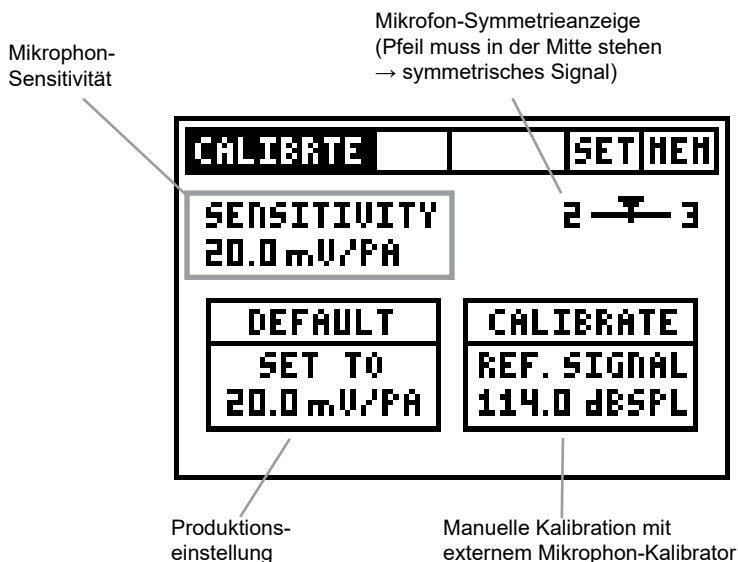 Mikrofon-Symmetrieanzeige
(Pfeil muss in der Mitte stehen
→ symmetrisches Signal)
Mikrophon-
Sensitivität
CALIBRTE SET MEM
SENSITIVITY
20.0 mV/PA
2 3
DEFAULT
SET TO
20.0 mV/PA
CALIBRATE
REF. SIGNAL
114.0 dBSPL
Produktions-
einstellung
Manuelle Kalibration mit
externem Mikrophon-Kalibrator